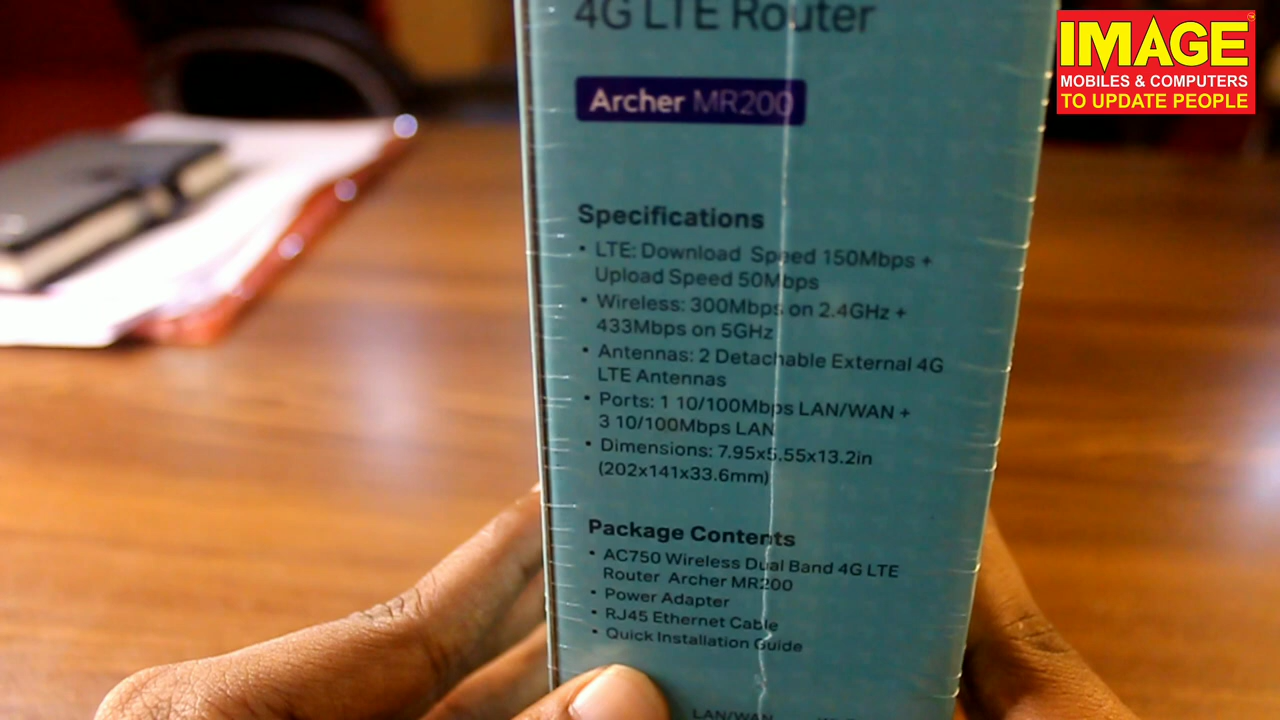 4G LTE Router
Archer MR200
Specifications
• LTE: Download Speed 150Mbps +
Upload Speed 50Mbps
• Wireless: 300Mbps on 2.4GHz +
433Mbps on 5GHz
• Antennas: 2 Detachable External 4G
LTE Antennas
• Ports: 1 10/100Mbps LAN/WAN +
3 10/100Mbps LAN
• Dimensions: 7.95x5.55x13.2in
(202x141x33.6mm)
Package Contents
• AC750 Wireless Dual Band 4G LTE
Router Archer MR200
• Power Adapter
• RJ45 Ethernet Cable
• Quick Installation Guide
LAN/WAN
IMAGE
MOBILES & COMPUTERS
TO UPDATE PEOPLE